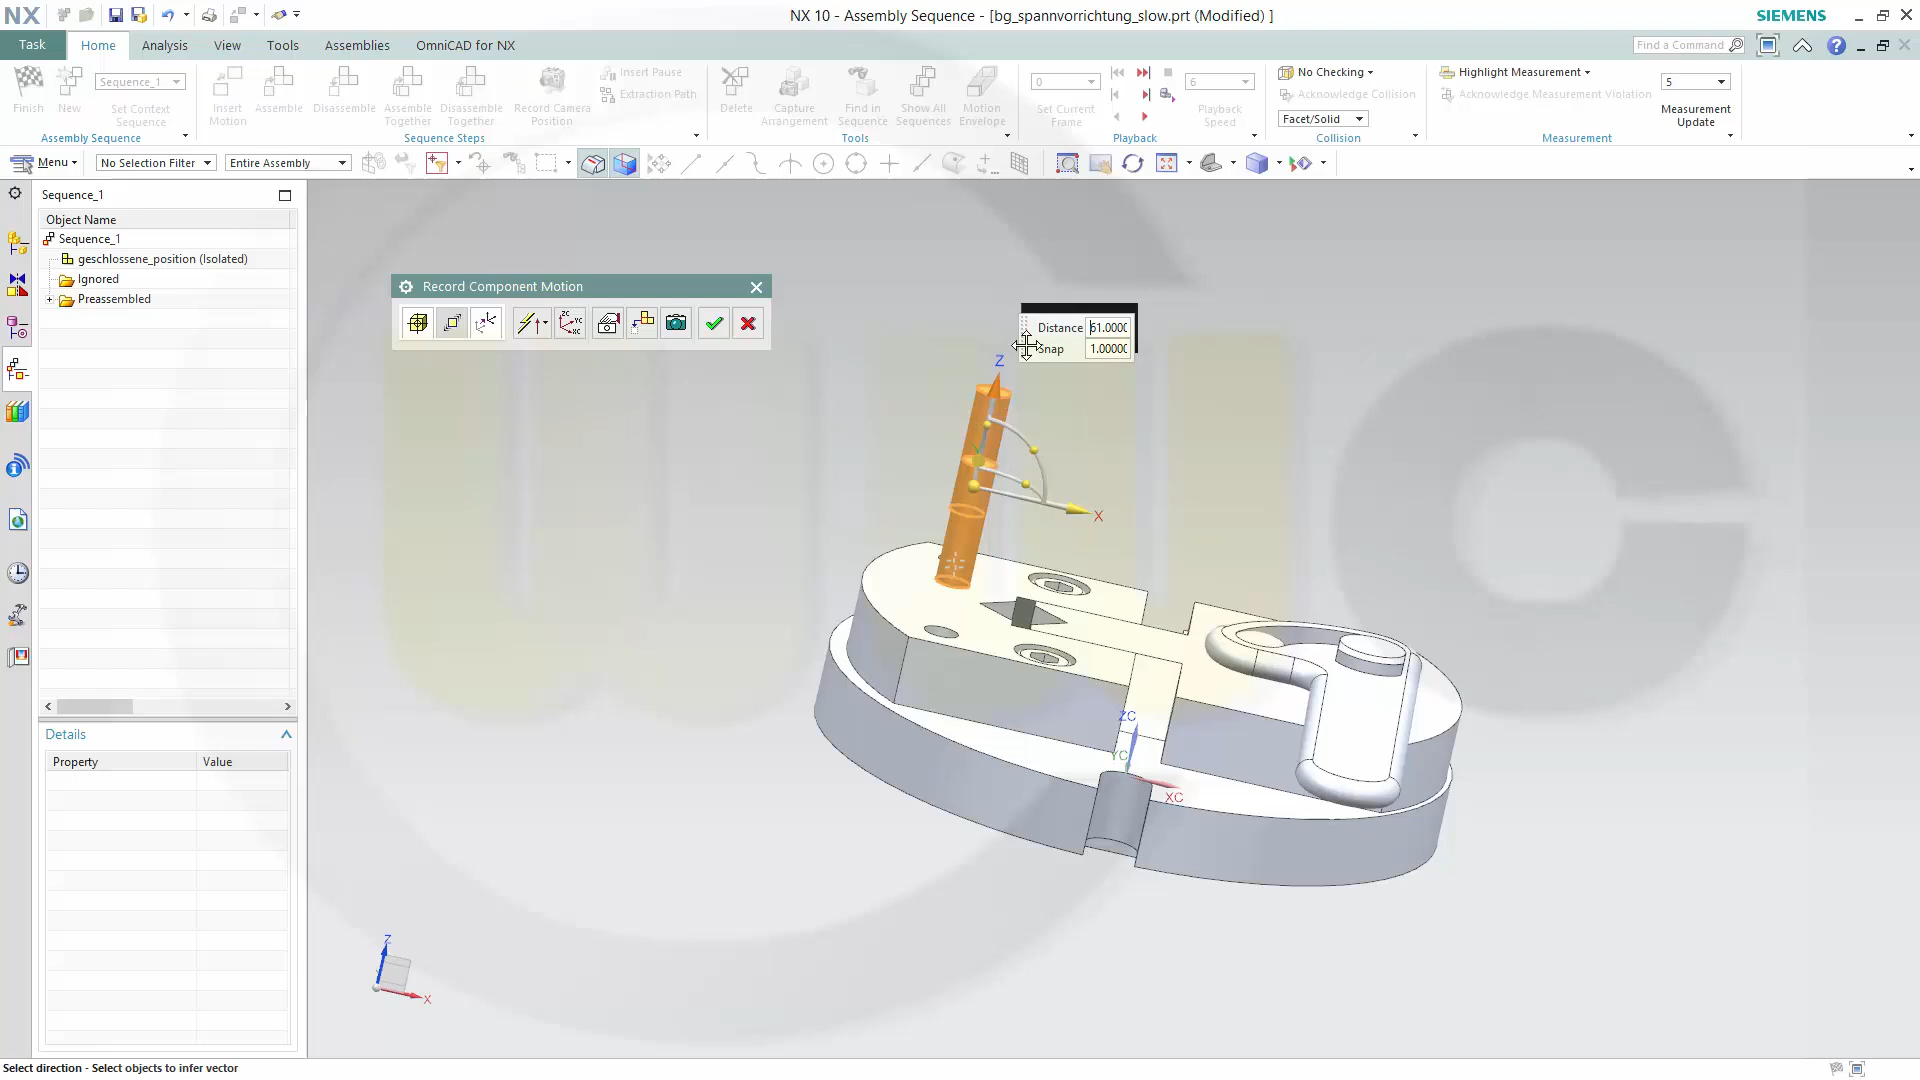 NX
NX 10 - Assembly Sequence - [bg_spannvorrichtung_slow.prt (Modified) ]
SIEMENS
Task
Home
Analysis
View
Tools
Assemblies
OmniCAD for NX
Find a Command
Finish
New
Sequence_1
Set Context
Sequence
Assembly Sequence
Insert
Motion
Assemble
Disassemble
Assemble
Together
Disassemble
Together
Record Camera
Position
Insert Pause
Extraction Path
Sequence Steps
Delete
Capture
Arrangement
Find in
Sequence
Show All
Sequences
Motion
Envelope
Tools
0
Set Current
Frame
6
Playback
Speed
Playback
No Checking
Acknowledge Collision
Facet/Solid
Collision
Highlight Measurement
Acknowledge Measurement Violation
5
Measurement
Update
Measurement
Menu
No Selection Filter
Entire Assembly
Sequence_1
Object Name
Sequence_1
geschlossene_position (Isolated)
Ignored
Preassembled
Record Component Motion
Distance 61.0000
Snap 1.00000
Z
X
ZC
YC
XC
Details
Property
Value
Z
X
Select direction - Select objects to infer vector